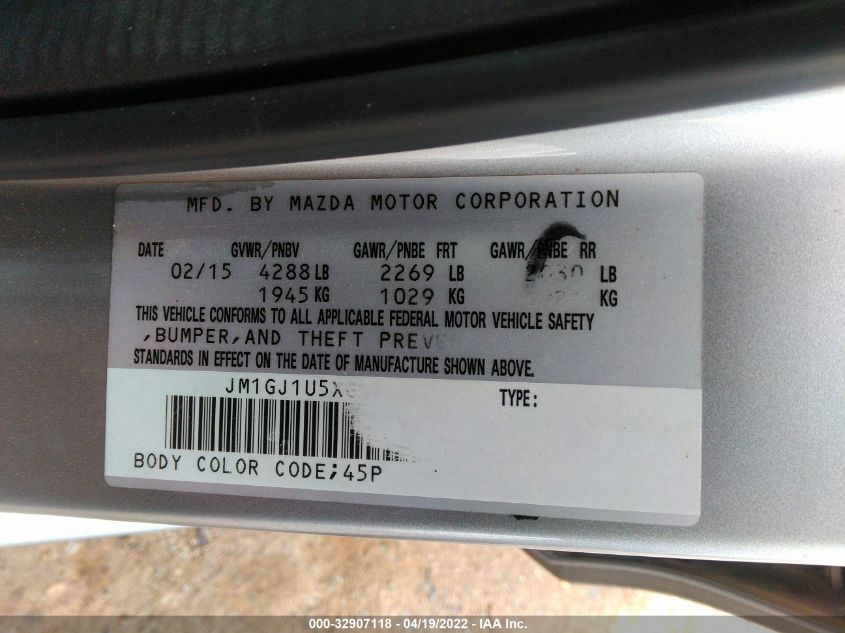 MFD. BY MAZDA MOTOR CORPORATION
DATE GVWR/PNBV GAWR/PNBE FRT GAWR/PNBE RR
02/15 4288 LB 2269 LB LB
1945 KG 1029 KG KG
THIS VEHICLE CONFORMS TO ALL APPLICABLE FEDERAL MOTOR VEHICLE SAFETY
,BUMPER,AND THEFT PREVE
STANDARDS IN EFFECT ON THE DATE OF MANUFACTURE SHOWN ABOVE.
JM1GJ1U5X TYPE:
BODY COLOR CODE;45P
000-32907118 - 04/19/2022 - IAA Inc.